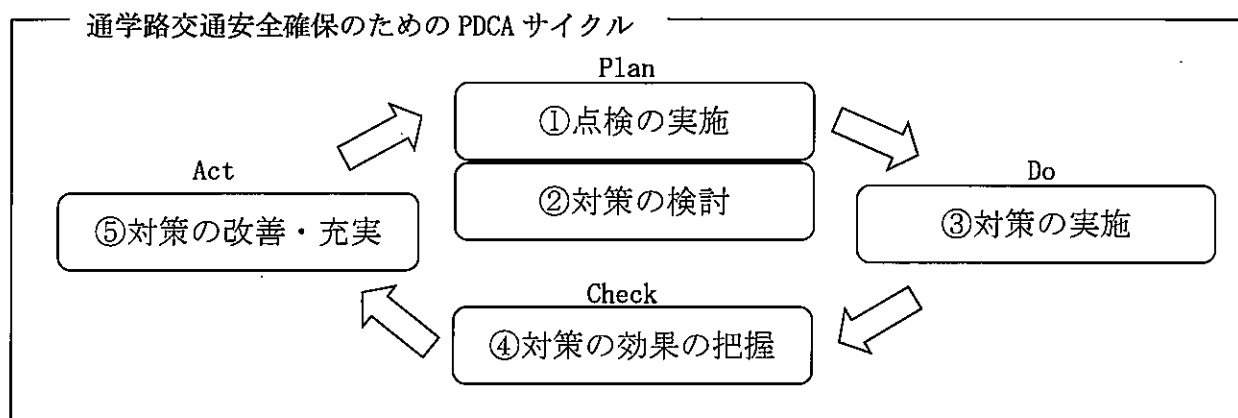 通学路交通安全確保のための PDCA サイクル
Plan
①点検の実施
②対策の検討
Act
⑤対策の改善・充実
Do
③対策の実施
Check
④対策の効果の把握